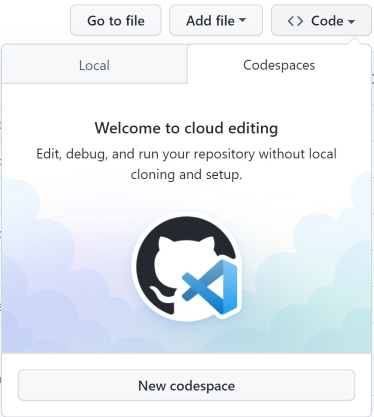 Go to file Add file Code
Local Codespaces
Welcome to cloud editing
Edit, debug, and run your repository without local
cloning and setup.
New codespace